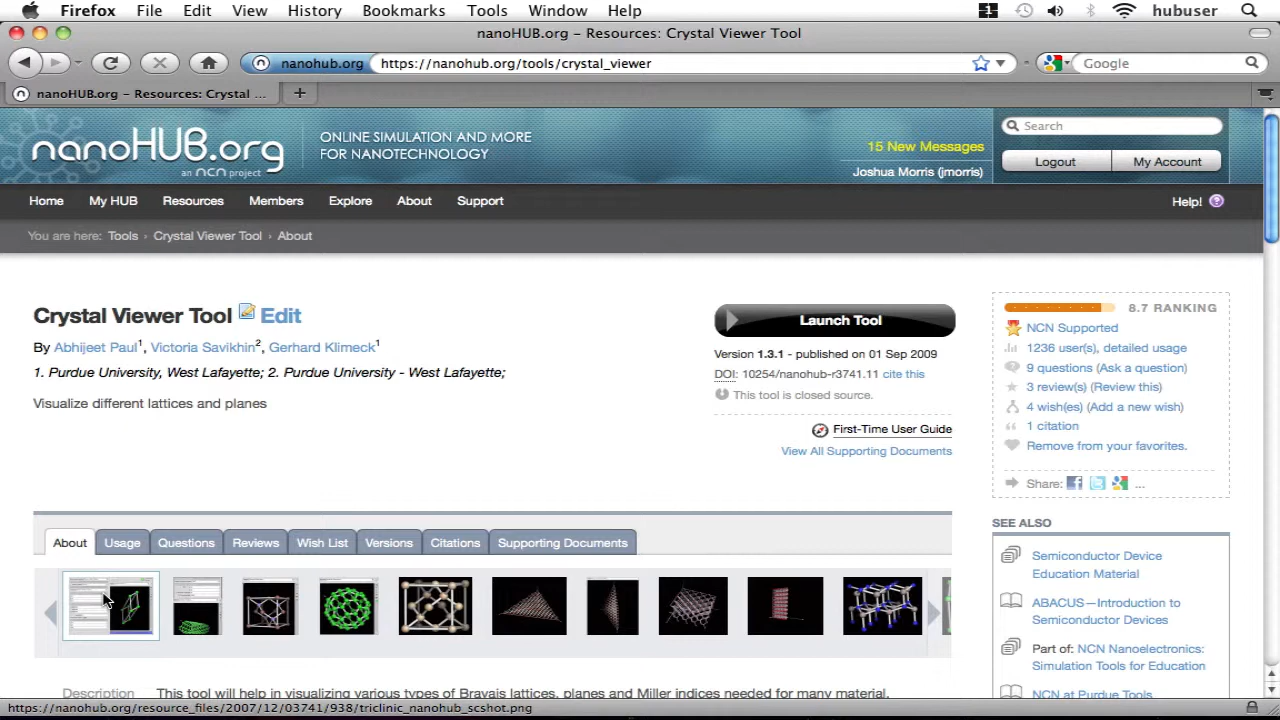 Firefox File Edit View History Bookmarks Tools Window Help 1 hubuser
nanoHUB.org - Resources: Crystal Viewer Tool
nanohub.org https://nanohub.org/tools/crystal_viewer Google
nanoHUB.org - Resources: Crystal ... +
nanoHUB.org
an NCN project
ONLINE SIMULATION AND MORE
FOR NANOTECHNOLOGY
15 New Messages
Joshua Morris (jmorris)
Search
Logout My Account
Home My HUB Resources Members Explore About Support Help! ?
You are here: Tools › Crystal Viewer Tool › About
Crystal Viewer Tool Edit
By Abhijeet Paul1, Victoria Savikhin2, Gerhard Klimeck1
1. Purdue University, West Lafayette; 2. Purdue University - West Lafayette;
Visualize different lattices and planes
Launch Tool
Version 1.3.1 - published on 01 Sep 2009
DOI: 10254/nanohub-r3741.11 cite this
This tool is closed source.
First-Time User Guide
View All Supporting Documents
8.7 RANKING
NCN Supported
1236 user(s), detailed usage
9 questions (Ask a question)
3 review(s) (Review this)
4 wish(es) (Add a new wish)
1 citation
Remove from your favorites.
Share: ...
About Usage Questions Reviews Wish List Versions Citations Supporting Documents
SEE ALSO
Semiconductor Device
Education Material
ABACUS—Introduction to
Semiconductor Devices
Part of: NCN Nanoelectronics:
Simulation Tools for Education
NCN at Purdue Tools
Description This tool will help in visualizing various types of Bravais lattices, planes and Miller indices needed for many material,
https://nanohub.org/resource_files/2007/12/03741/938/triclinic_nanohub_scshot.png